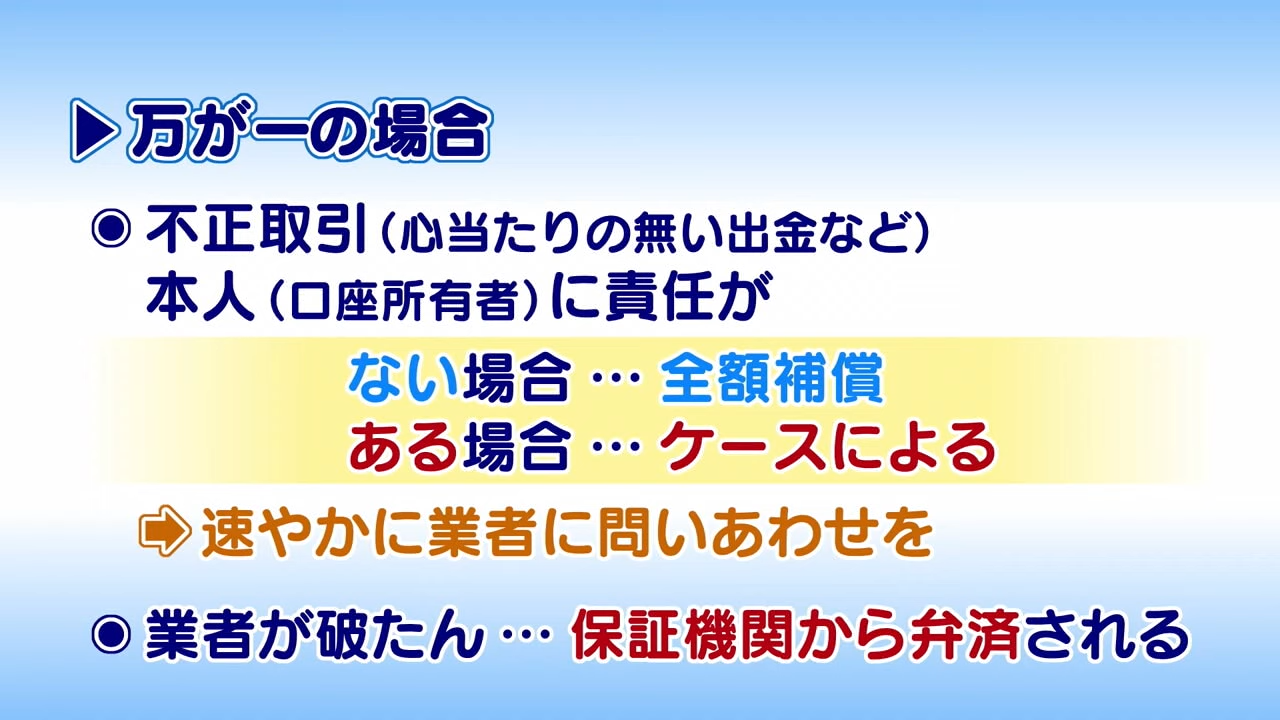 ▶万が一の場合
◉不正取引(心当たりの無い出金など)
本人(口座所有者)に責任が
ない場合…全額補償
ある場合…ケースによる
⇨速やかに業者に問いあわせを
◉業者が破たん…保証機関から弁済される